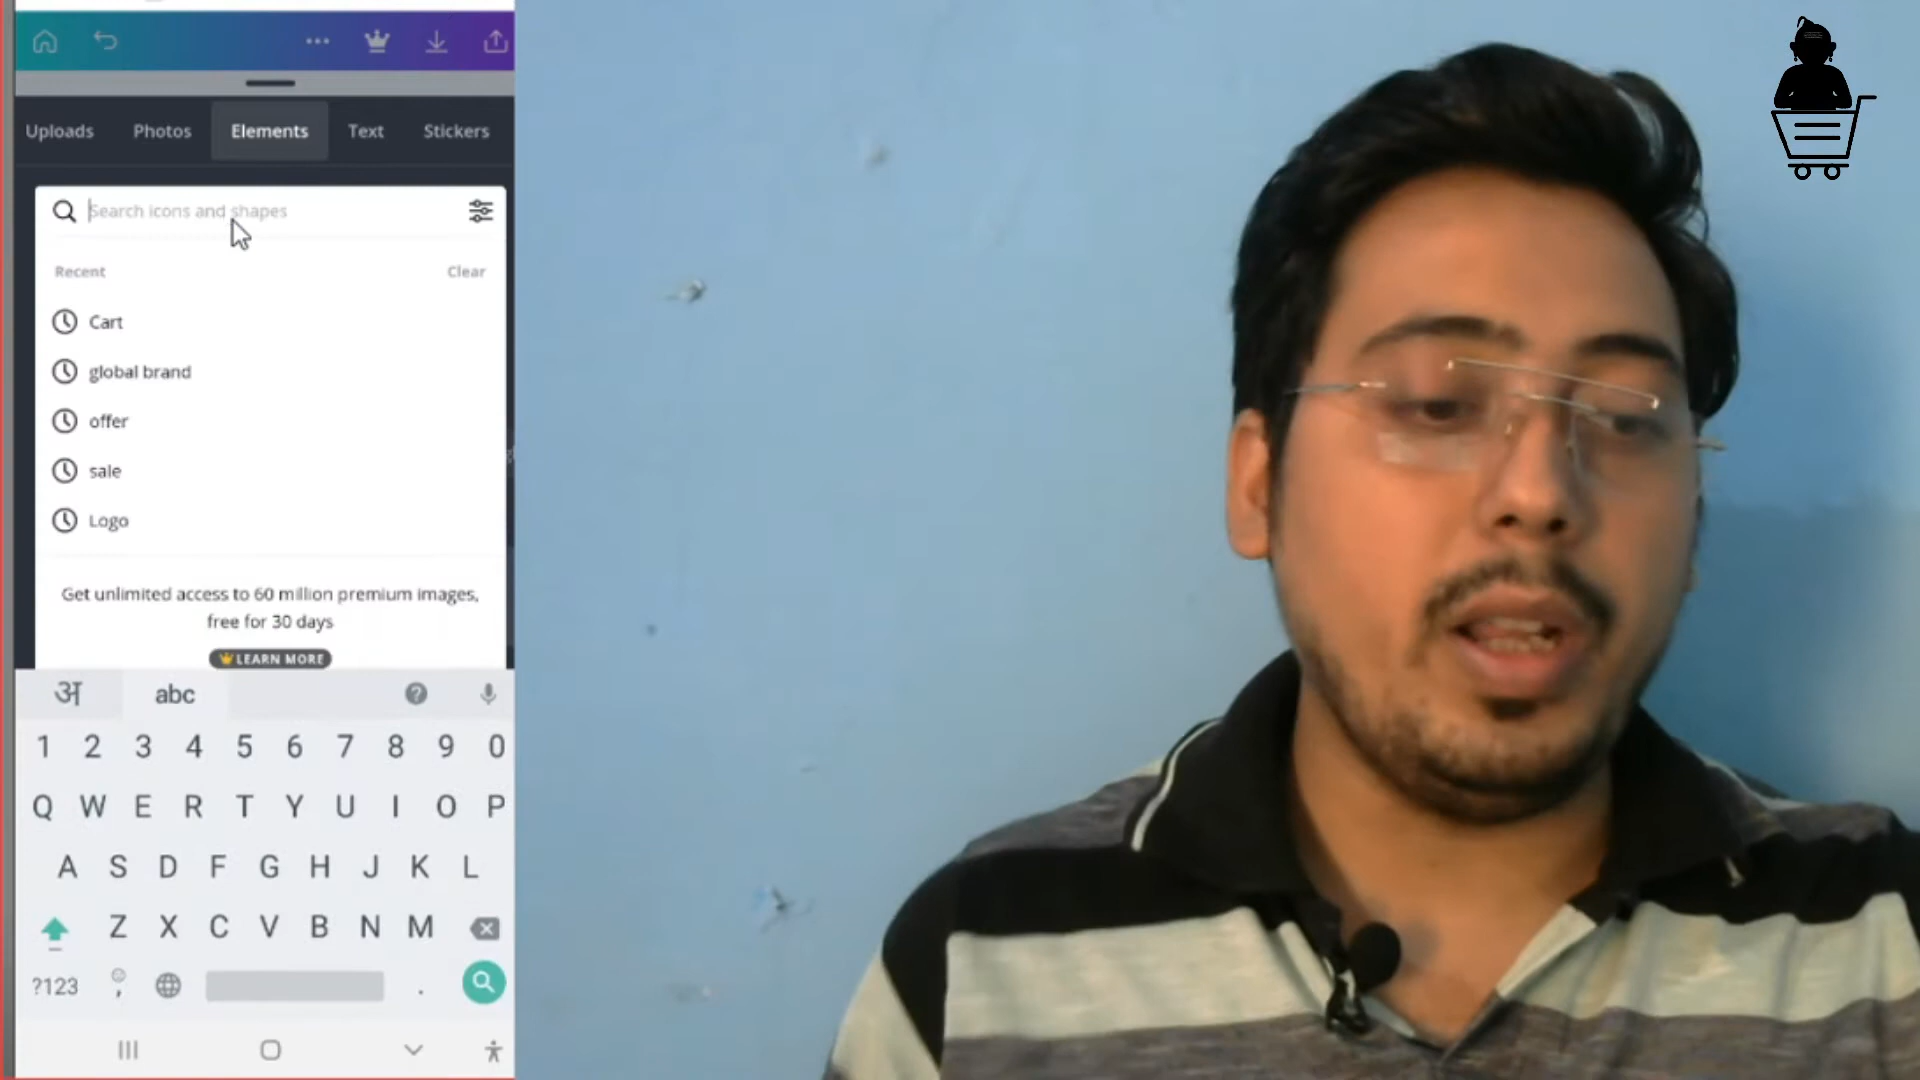 Uploads Photos Elements Text Stickers
Search icons and shapes
Recent Clear
Cart
global brand
offer
sale
Logo
Get unlimited access to 60 million premium images,
free for 30 days
LEARN MORE
अ abc
1 2 3 4 5 6 7 8 9 0
Q W E R T Y U I O P
A S D F G H J K L
Z X C V B N M
?123 , .